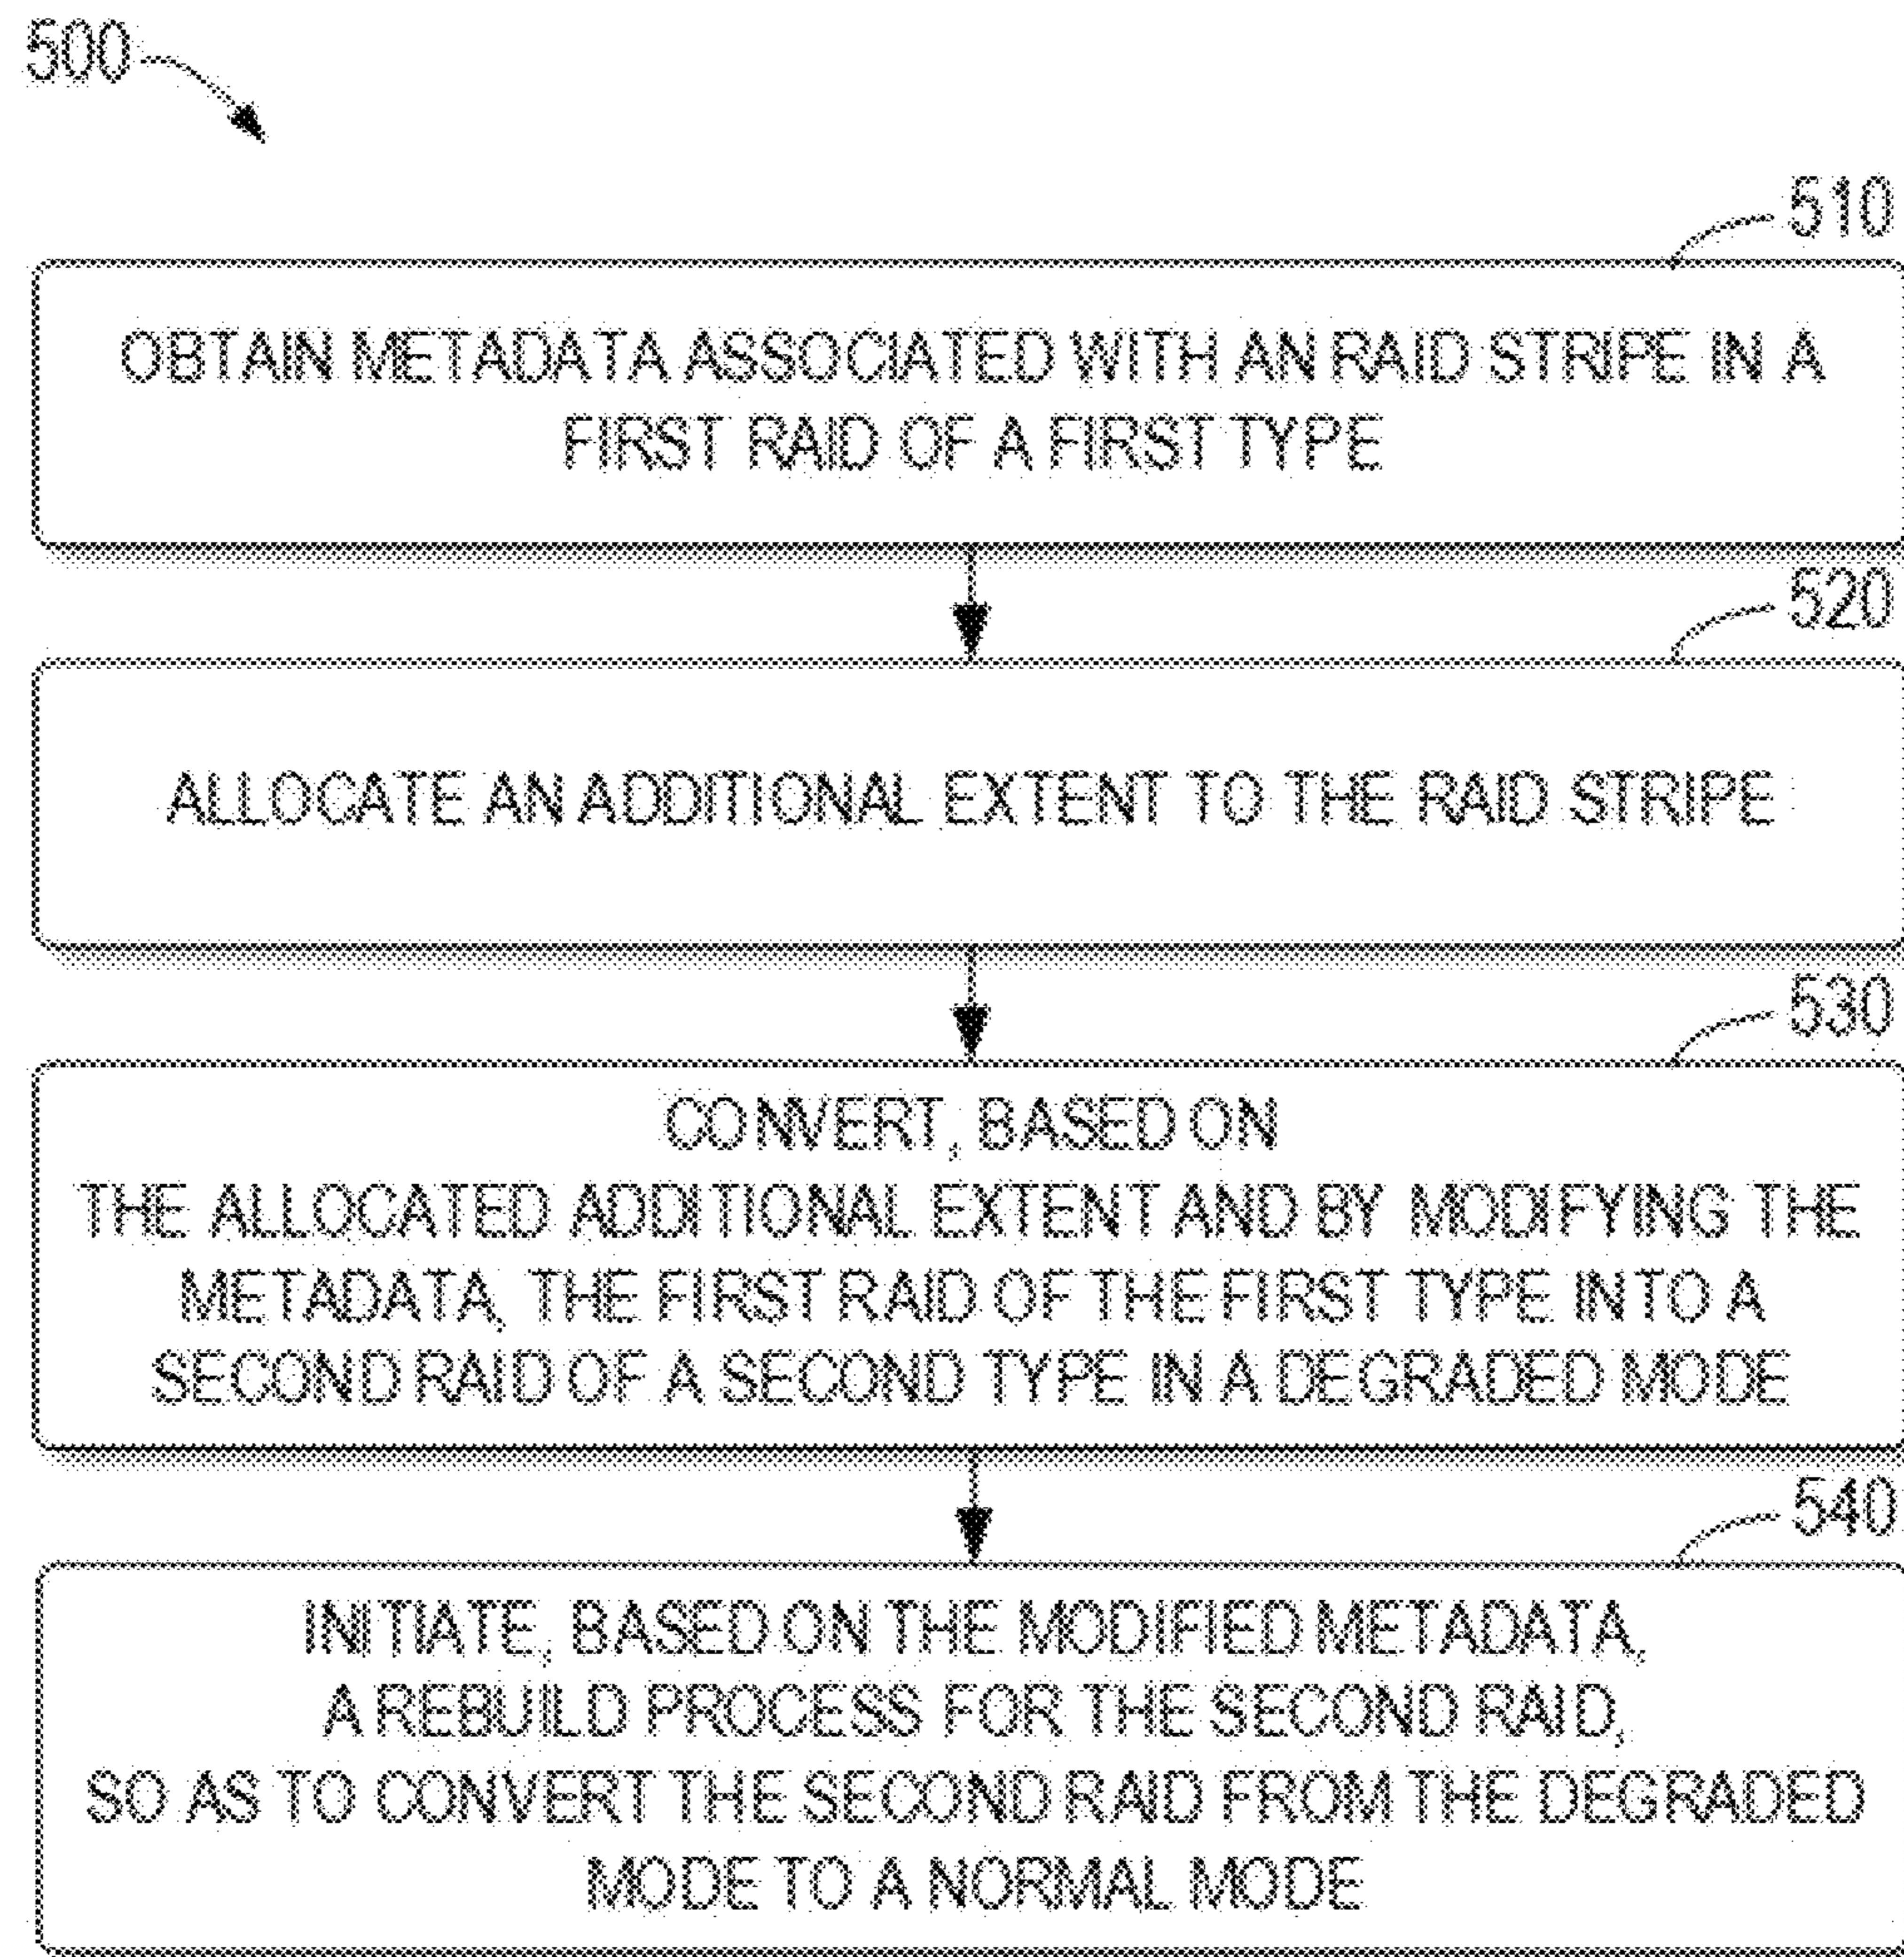 500
510
OBTAIN METADATA ASSOCIATED WITH AN RAID STRIPE IN A
FIRST RAID OF A FIRST TYPE
520
ALLOCATE AN ADDITIONAL EXTENT TO THE RAID STRIPE
530
CONVERT, BASED ON
THE ALLOCATED ADDITIONAL EXTENT AND BY MODIFYING THE
METADATA, THE FIRST RAID OF THE FIRST TYPE INTO A
SECOND RAID OF A SECOND TYPE IN A DEGRADED MODE
540
INITIATE, BASED ON THE MODIFIED METADATA,
A REBUILD PROCESS FOR THE SECOND RAID,
SO AS TO CONVERT THE SECOND RAID FROM THE DEGRADED
MODE TO A NORMAL MODE